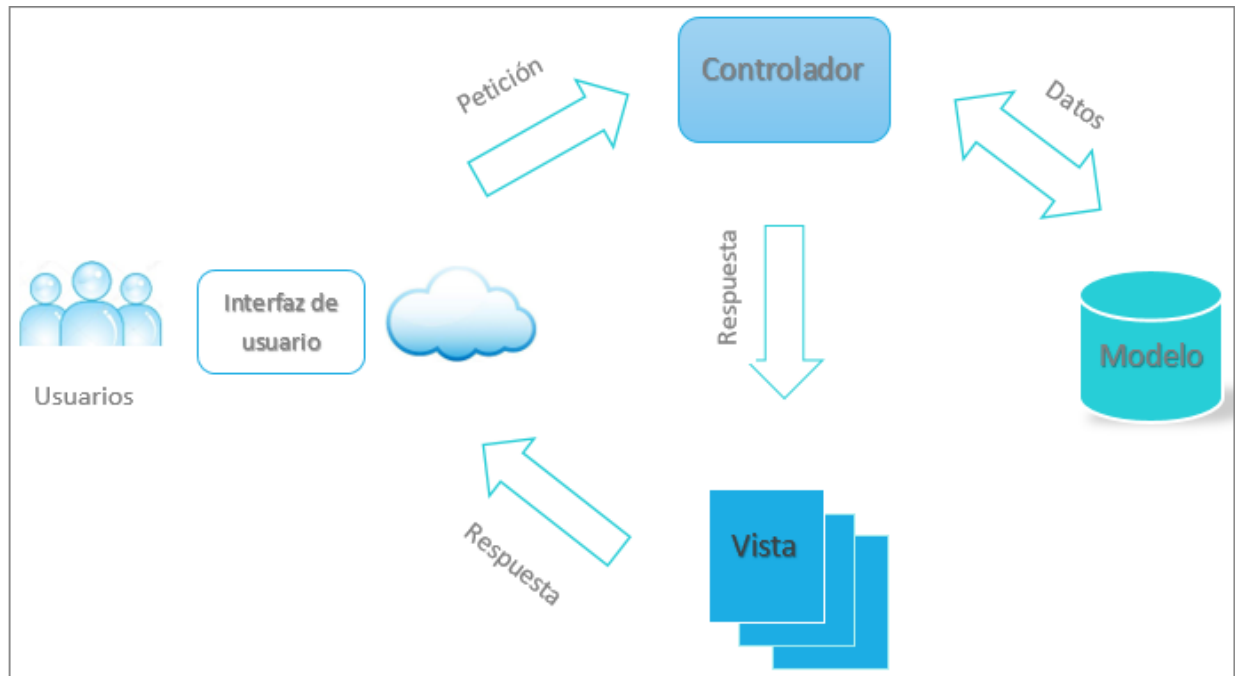 Petición
Controlador
Datos
Interfaz de
usuario
Respuesta
Modelo
Usuarios
Respuesta
Vista